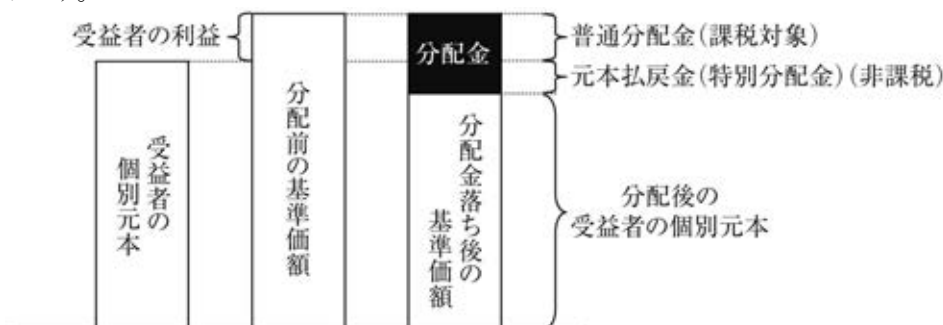 受益者の利益
分配金
普通分配金(課税対象)
元本払戻金(特別分配金)(非課税)
受益者の
個別元本
分配前の基準価額
分配金落ち後の
基準価額
分配後の
受益者の個別元本